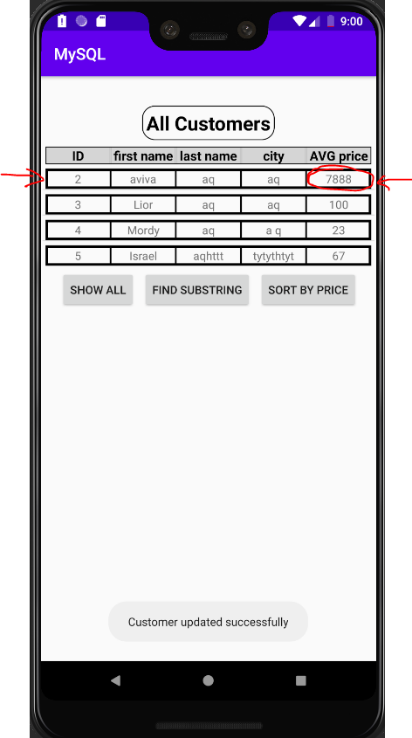 9:00
MySQL
All Customers
ID first name last name city AVG price
2 aviva aq aq 7888
3 Lior aq aq 100
4 Mordy aq a q 23
5 Israel aqhttt tytythtyt 67
SHOW ALL FIND SUBSTRING SORT BY PRICE
Customer updated successfully